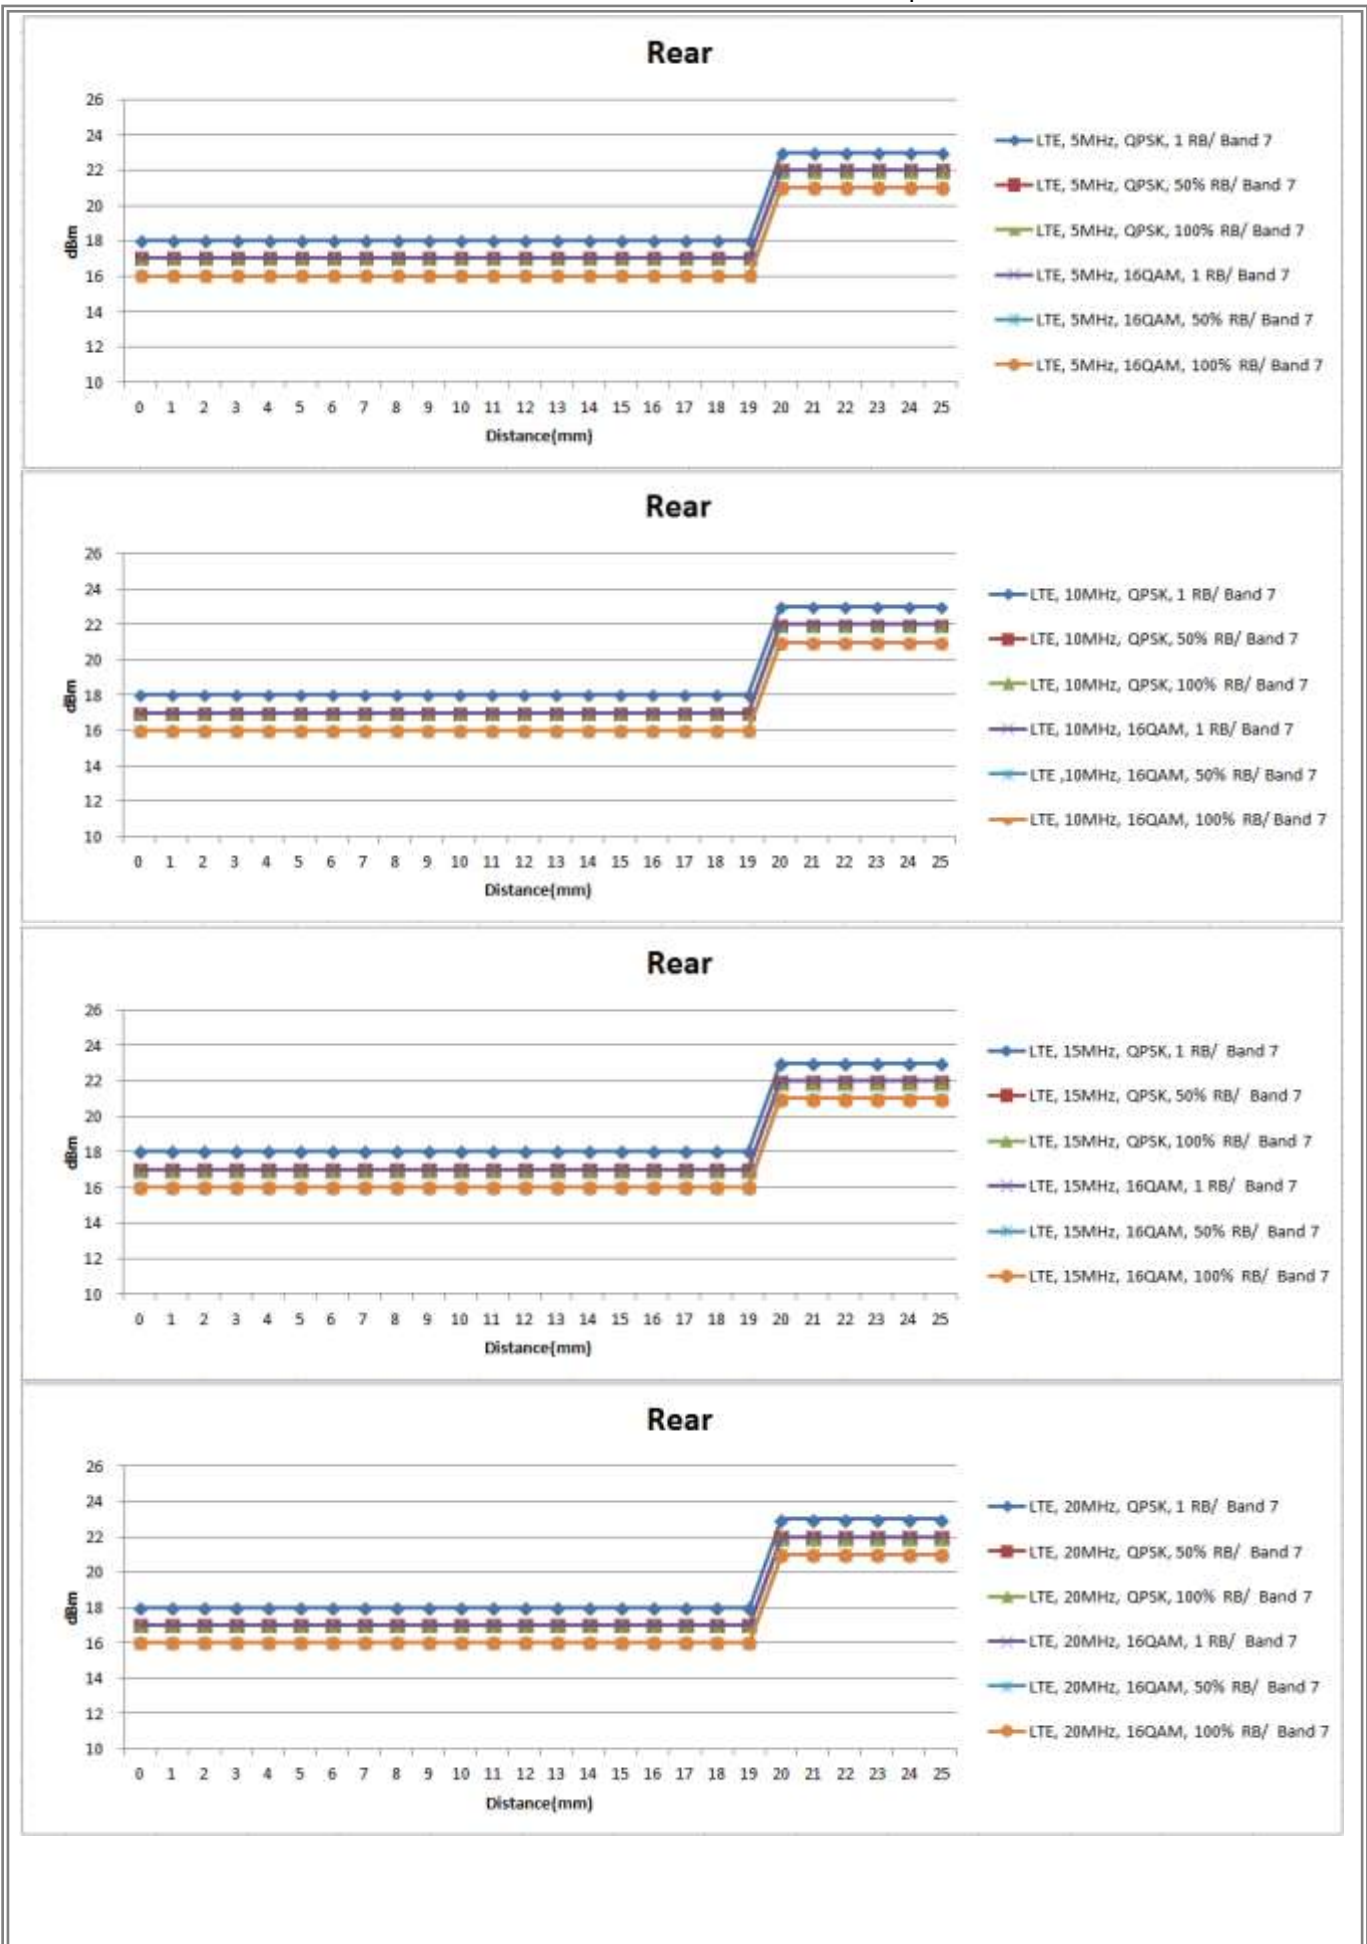 Rear
26
24
22
20
18
16
14
12
10
dBm
0 1 2 3 4 5 6 7 8 9 10 11 12 13 14 15 16 17 18 19 20 21 22 23 24 25
Distance(mm)
LTE, 5MHz, QPSK, 1 RB/ Band 7
LTE, 5MHz, QPSK, 50% RB/ Band 7
LTE, 5MHz, QPSK, 100% RB/ Band 7
LTE, 5MHz, 16QAM, 1 RB/ Band 7
LTE, 5MHz, 16QAM, 50% RB/ Band 7
LTE, 5MHz, 16QAM, 100% RB/ Band 7
Rear
26
24
22
20
18
16
14
12
10
dBm
0 1 2 3 4 5 6 7 8 9 10 11 12 13 14 15 16 17 18 19 20 21 22 23 24 25
Distance(mm)
LTE, 10MHz, QPSK, 1 RB/ Band 7
LTE, 10MHz, QPSK, 50% RB/ Band 7
LTE, 10MHz, QPSK, 100% RB/ Band 7
LTE, 10MHz, 16QAM, 1 RB/ Band 7
LTE ,10MHz, 16QAM, 50% RB/ Band 7
LTE, 10MHz, 16QAM, 100% RB/ Band 7
Rear
26
24
22
20
18
16
14
12
10
dBm
0 1 2 3 4 5 6 7 8 9 10 11 12 13 14 15 16 17 18 19 20 21 22 23 24 25
Distance(mm)
LTE, 15MHz, QPSK, 1 RB/ Band 7
LTE, 15MHz, QPSK, 50% RB/ Band 7
LTE, 15MHz, QPSK, 100% RB/ Band 7
LTE, 15MHz, 16QAM, 1 RB/ Band 7
LTE, 15MHz, 16QAM, 50% RB/ Band 7
LTE, 15MHz, 16QAM, 100% RB/ Band 7
Rear
26
24
22
20
18
16
14
12
10
dBm
0 1 2 3 4 5 6 7 8 9 10 11 12 13 14 15 16 17 18 19 20 21 22 23 24 25
Distance(mm)
LTE, 20MHz, QPSK, 1 RB/ Band 7
LTE, 20MHz, QPSK, 50% RB/ Band 7
LTE, 20MHz, QPSK, 100% RB/ Band 7
LTE, 20MHz, 16QAM, 1 RB/ Band 7
LTE, 20MHz, 16QAM, 50% RB/ Band 7
LTE, 20MHz, 16QAM, 100% RB/ Band 7